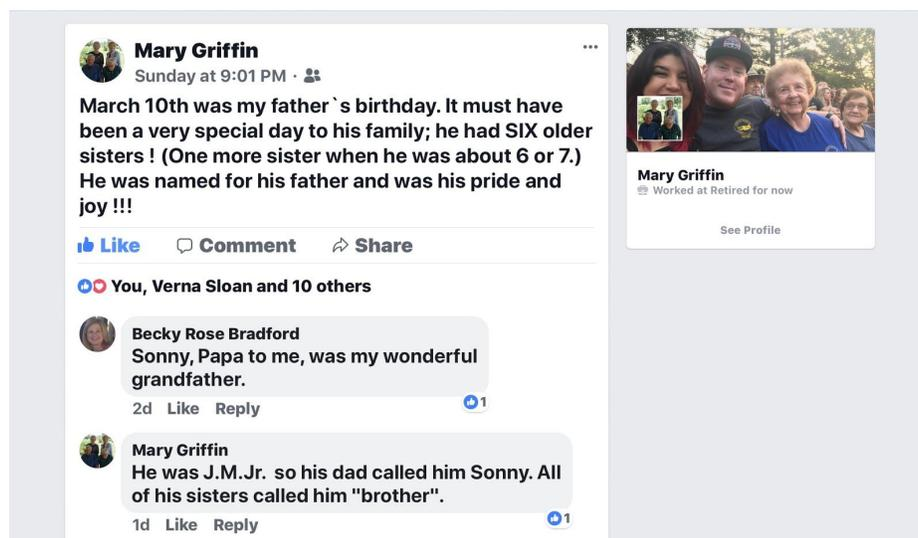 Mary Griffin
Sunday at 9:01 PM ·
March 10th was my father`s birthday. It must have
been a very special day to his family; he had SIX older
sisters ! (One more sister when he was about 6 or 7.)
He was named for his father and was his pride and
joy !!!
Like Comment Share
You, Verna Sloan and 10 others
Becky Rose Bradford
Sonny, Papa to me, was my wonderful
grandfather.
1
2d Like Reply
Mary Griffin
He was J.M.Jr. so his dad called him Sonny. All
of his sisters called him "brother".
1
1d Like Reply
Mary Griffin
Worked at Retired for now
See Profile